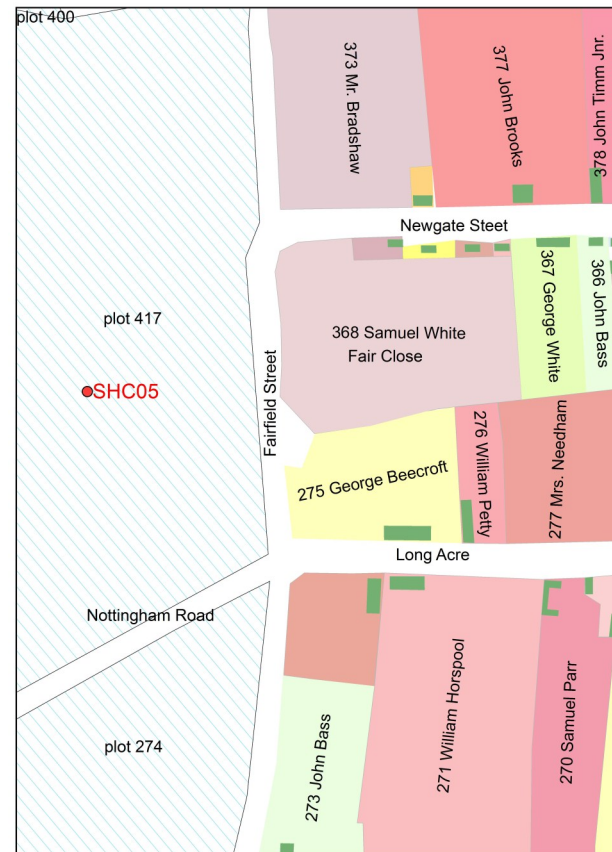 plot 400
373 Mr. Bradshaw
377 John Brooks
378 John Timm Jnr.
Newgate Steet
plot 417
368 Samuel White
Fair Close
367 George White
366 John Bass
SHC05
Fairfield Street
275 George Beecroft
276 William Petty
277 Mrs. Needham
Long Acre
Nottingham Road
plot 274
273 John Bass
271 William Horspool
270 Samuel Parr